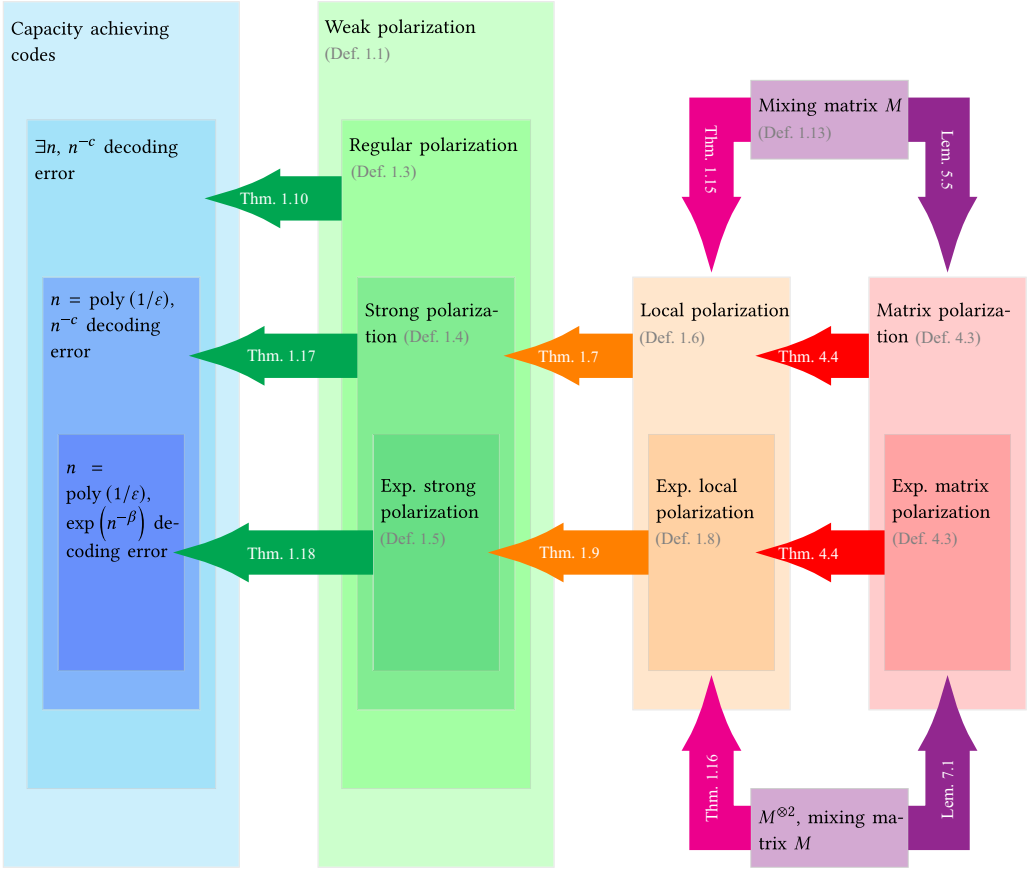 Capacity achieving
codes
∃n, n^{−c} decoding
error
n = poly (1/ε),
n^{−c} decoding
error
n =
poly (1/ε),
exp (n^{−β}) de-
coding error
Thm. 1.10
Thm. 1.17
Thm. 1.18
Weak polarization
(Def. 1.1)
Regular polarization
(Def. 1.3)
Strong polariza-
tion (Def. 1.4)
Exp. strong
polarization
(Def. 1.5)
Thm. 1.7
Thm. 1.9
Mixing matrix M
(Def. 1.13)
Thm. 1.15
Lem. 5.5
Local polarization
(Def. 1.6)
Exp. local
polarization
(Def. 1.8)
Thm. 4.4
Thm. 4.4
Matrix polariza-
tion (Def. 4.3)
Exp. matrix
polarization
(Def. 4.3)
Thm. 1.16
Lem. 7.1
M^{⊗2}, mixing ma-
trix M